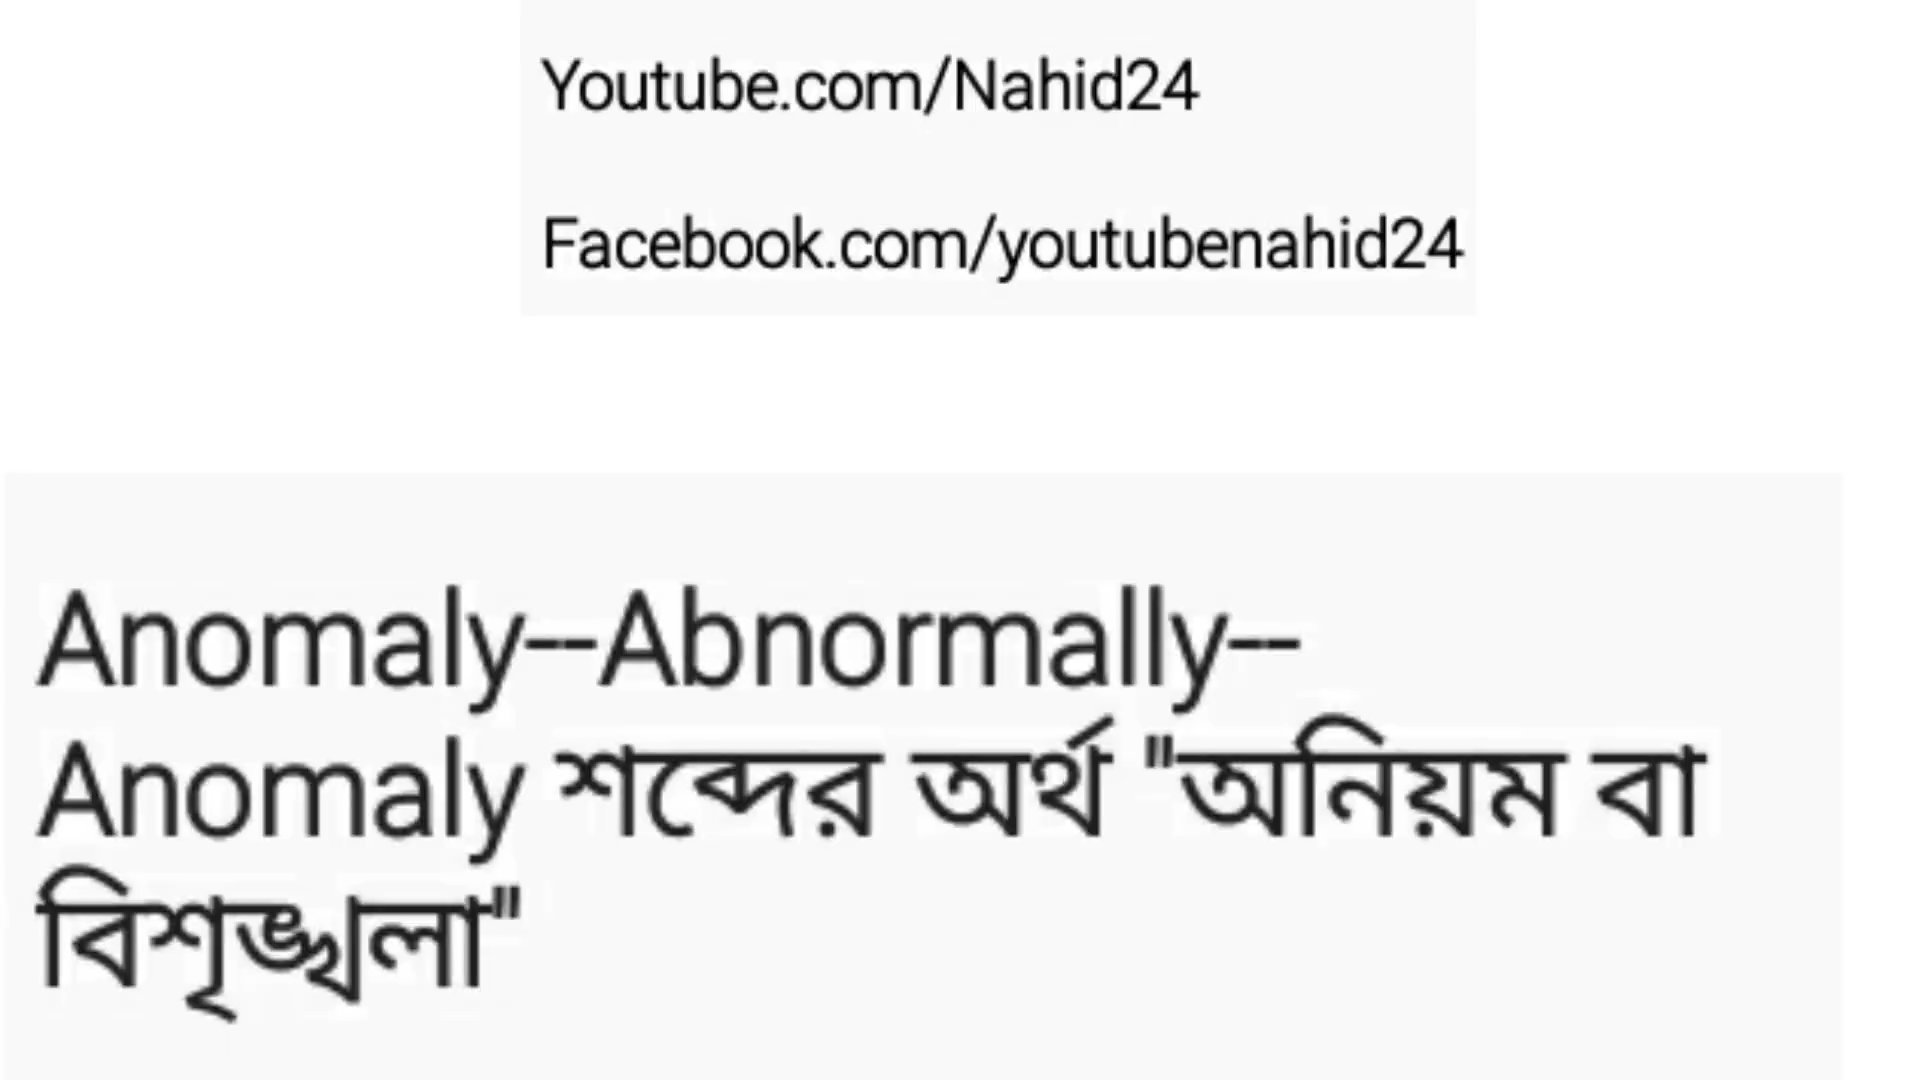 Youtube.com/Nahid24
Facebook.com/youtubenahid24
Anomaly--Abnormally--
Anomaly শব্দের অর্থ "অনিয়ম বা
বিশৃঙ্খলা"